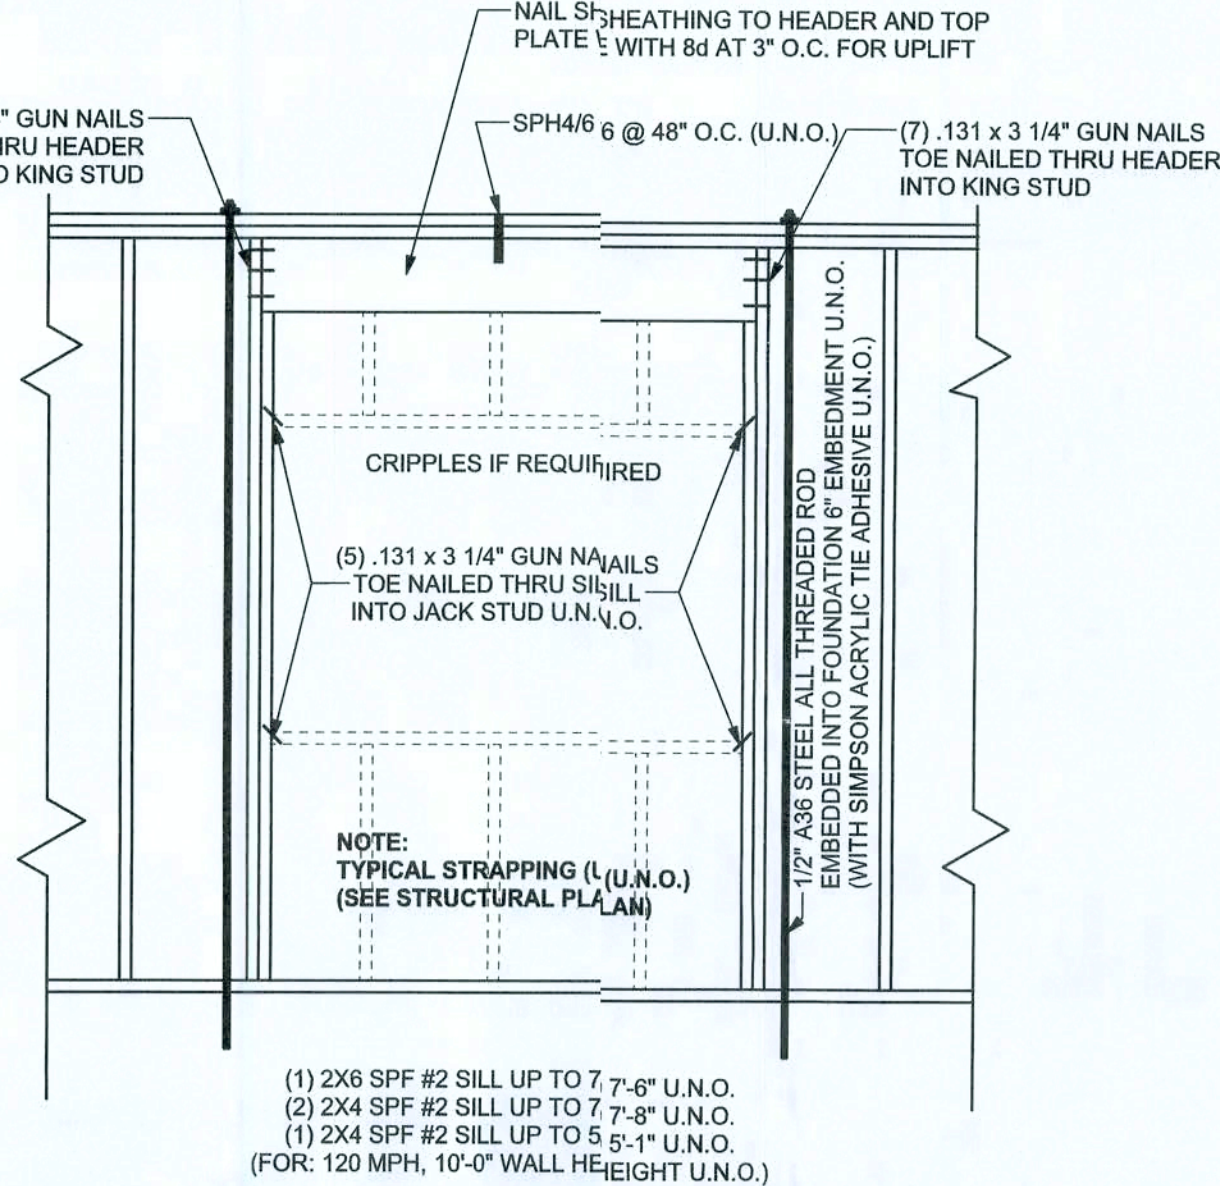 NAIL SHEATHING TO HEADER AND TOP
PLATE WITH 8d AT 3" O.C. FOR UPLIFT
" GUN NAILS
HRU HEADER
O KING STUD
SPH4/6 @ 48" O.C. (U.N.O.)
(7) .131 x 3 1/4" GUN NAILS
TOE NAILED THRU HEADER
INTO KING STUD
CRIPPLES IF REQUIRED
(5) .131 x 3 1/4" GUN NAILS
TOE NAILED THRU SILL
INTO JACK STUD U.N.O.
1/2" A36 STEEL ALL THREADED ROD
EMBEDDED INTO FOUNDATION 6" EMBEDMENT U.N.O.
(WITH SIMPSON ACRYLIC TIE ADHESIVE U.N.O.)
NOTE:
TYPICAL STRAPPING (U.N.O.)
(SEE STRUCTURAL PLAN)
(1) 2X6 SPF #2 SILL UP TO 7'-6" U.N.O.
(2) 2X4 SPF #2 SILL UP TO 7'-8" U.N.O.
(1) 2X4 SPF #2 SILL UP TO 5'-1" U.N.O.
(FOR: 120 MPH, 10'-0" WALL HEIGHT U.N.O.)